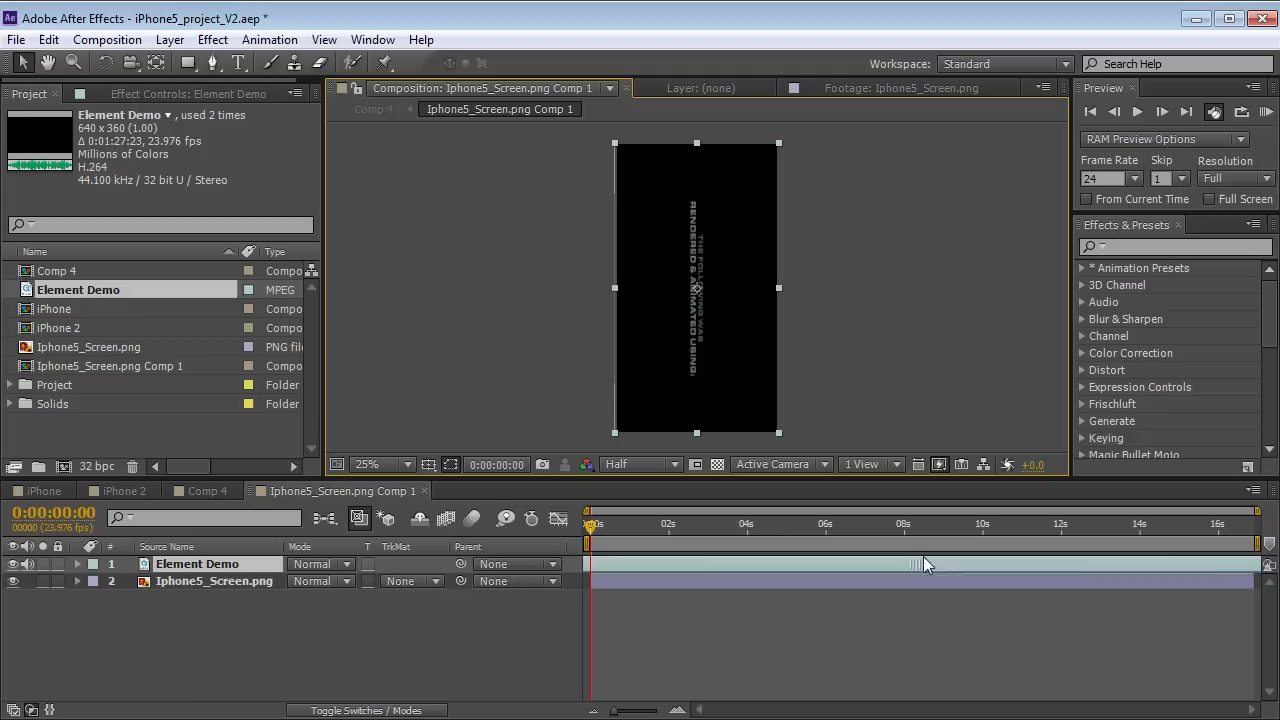 Ae Adobe After Effects - iPhone5_project_V2.aep *
File Edit Composition Layer Effect Animation View Window Help
T Workspace: Standard Search Help
Project Effect Controls: Element Demo
Composition: Iphone5_Screen.png Comp 1 Layer: (none) Footage: Iphone5_Screen.png
Preview
Comp 4 Iphone5_Screen.png Comp 1
Element Demo , used 2 times
640 x 360 (1.00)
Δ 0:01:27:23, 23.976 fps
Millions of Colors
H.264
44.100 kHz / 32 bit U / Stereo
Name Type
Comp 4 Compo
Element Demo MPEG
iPhone Compo
iPhone 2 Compo
Iphone5_Screen.png PNG file
Iphone5_Screen.png Comp 1 Compo
Project Folder
Solids Folder
32 bpc
THE FOLLOWING WAS
RENDERED & ANIMATED USING:
25% 0:00:00:00 Half Active Camera 1 View +0.0
RAM Preview Options
Frame Rate Skip Resolution
24 1 Full
From Current Time Full Screen
Effects & Presets
* Animation Presets
3D Channel
Audio
Blur & Sharpen
Channel
Color Correction
Distort
Expression Controls
Frischluft
Generate
Keying
Magic Bullet Mojo
iPhone iPhone 2 Comp 4 Iphone5_Screen.png Comp 1
0:00:00:00
00000 (23.976 fps)
00s 02s 04s 06s 08s 10s 12s 14s 16s
# Source Name Mode T TrkMat Parent
1 Element Demo Normal None
2 Iphone5_Screen.png Normal None None
Toggle Switches / Modes